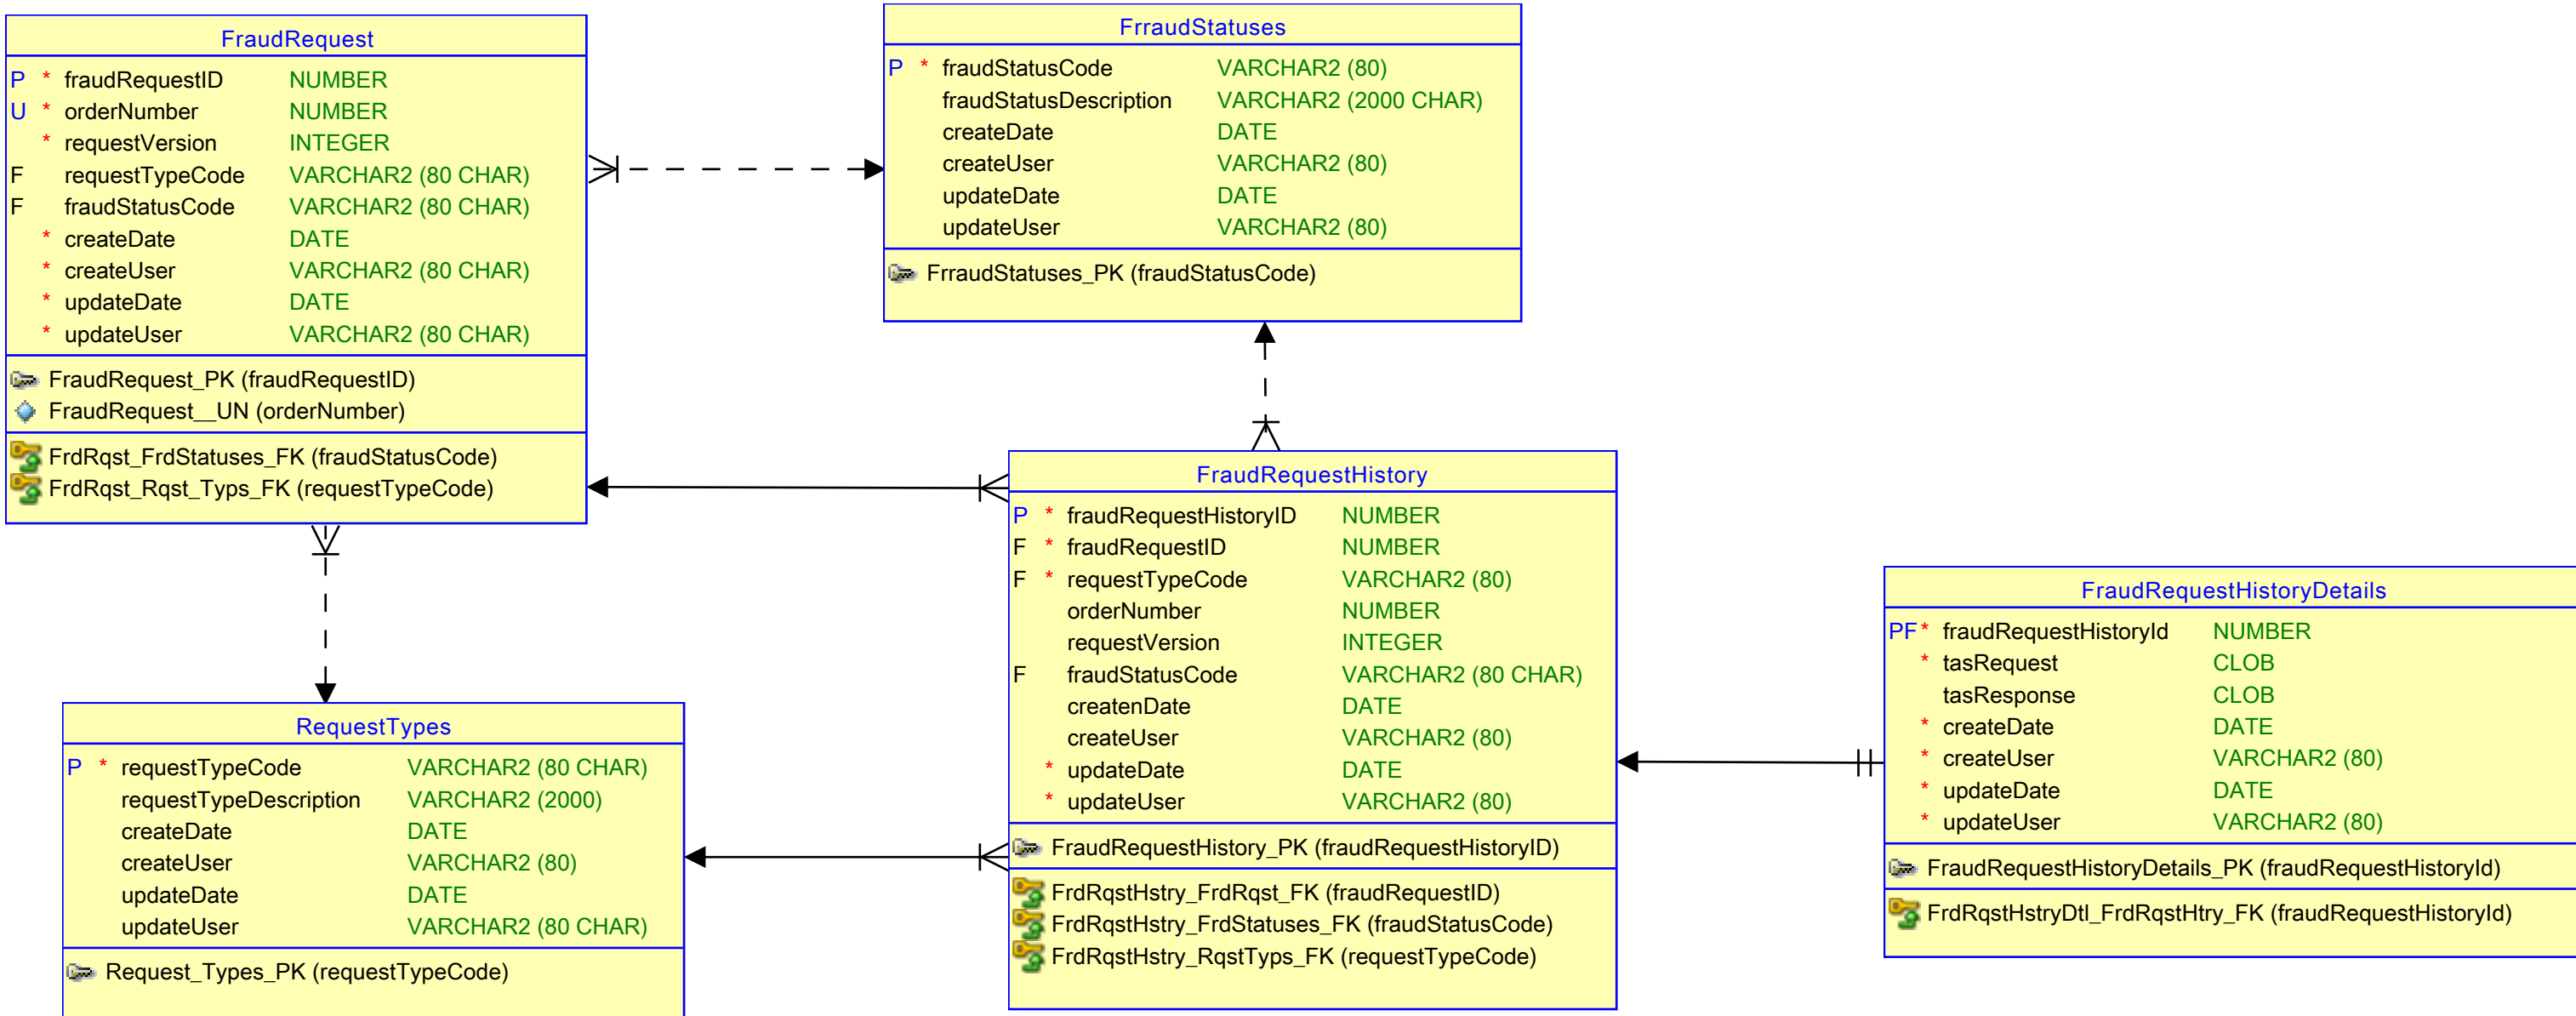 FraudRequest
P * fraudRequestID NUMBER
U * orderNumber NUMBER
* requestVersion INTEGER
F requestTypeCode VARCHAR2 (80 CHAR)
F fraudStatusCode VARCHAR2 (80 CHAR)
* createDate DATE
* createUser VARCHAR2 (80 CHAR)
* updateDate DATE
* updateUser VARCHAR2 (80 CHAR)
FraudRequest_PK (fraudRequestID)
FraudRequest__UN (orderNumber)
FrdRqst_FrdStatuses_FK (fraudStatusCode)
FrdRqst_Rqst_Typs_FK (requestTypeCode)
FrraudStatuses
P * fraudStatusCode VARCHAR2 (80)
fraudStatusDescription VARCHAR2 (2000 CHAR)
createDate DATE
createUser VARCHAR2 (80)
updateDate DATE
updateUser VARCHAR2 (80)
FrraudStatuses_PK (fraudStatusCode)
FraudRequestHistory
P * fraudRequestHistoryID NUMBER
F * fraudRequestID NUMBER
F * requestTypeCode VARCHAR2 (80)
orderNumber NUMBER
requestVersion INTEGER
F fraudStatusCode VARCHAR2 (80 CHAR)
createnDate DATE
createUser VARCHAR2 (80)
* updateDate DATE
* updateUser VARCHAR2 (80)
FraudRequestHistory_PK (fraudRequestHistoryID)
FrdRqstHstry_FrdRqst_FK (fraudRequestID)
FrdRqstHstry_FrdStatuses_FK (fraudStatusCode)
FrdRqstHstry_RqstTyps_FK (requestTypeCode)
FraudRequestHistoryDetails
PF * fraudRequestHistoryId NUMBER
* tasRequest CLOB
tasResponse CLOB
* createDate DATE
* createUser VARCHAR2 (80)
* updateDate DATE
* updateUser VARCHAR2 (80)
FraudRequestHistoryDetails_PK (fraudRequestHistoryId)
FrdRqstHstryDtl_FrdRqstHtry_FK (fraudRequestHistoryId)
RequestTypes
P * requestTypeCode VARCHAR2 (80 CHAR)
requestTypeDescription VARCHAR2 (2000)
createDate DATE
createUser VARCHAR2 (80)
updateDate DATE
updateUser VARCHAR2 (80 CHAR)
Request_Types_PK (requestTypeCode)